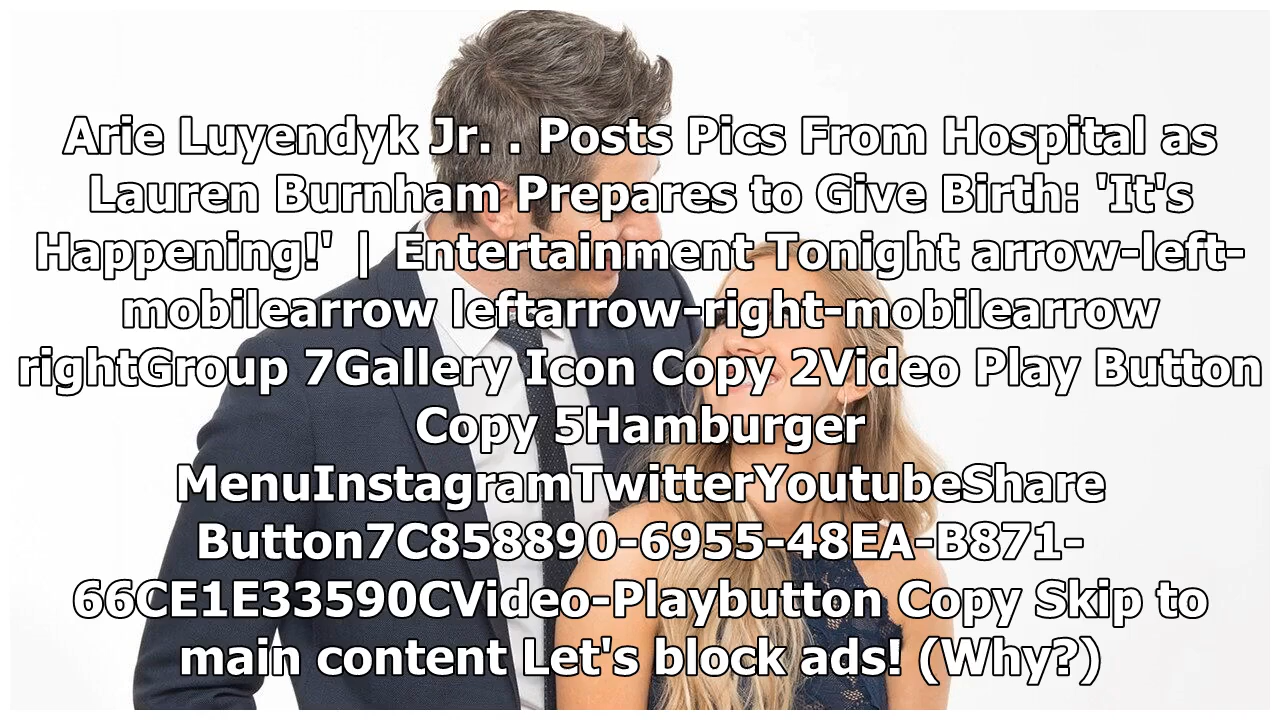 Arie Luyendyk Jr. . Posts Pics From Hospital as
Lauren Burnham Prepares to Give Birth: 'It's
Happening!' | Entertainment Tonight arrow-left-
mobilearrow leftarrow-right-mobilearrow
rightGroup 7Gallery Icon Copy 2Video Play Button
Copy 5Hamburger
MenuInstagramTwitterYoutubeShare
Button7C858890-6955-48EA-B871-
66CE1E33590CVideo-Playbutton Copy Skip to
main content Let's block ads! (Why?)